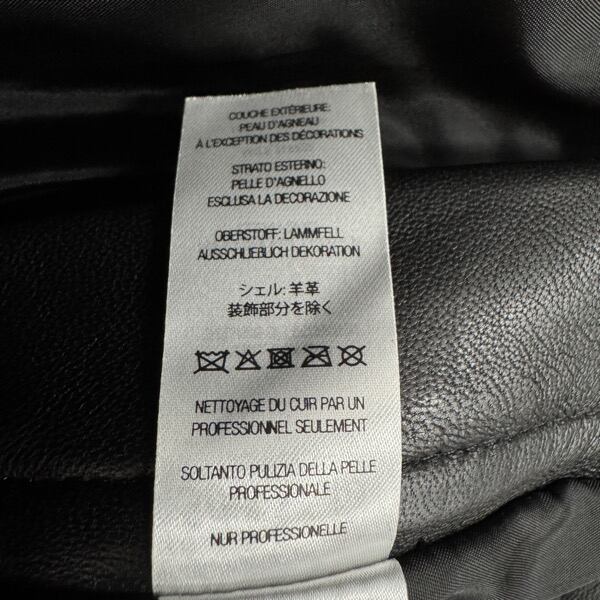 COUCHE EXTÉRIEURE:
PEAU D'AGNEAU
À L'EXCEPTION DES DÉCORATIONS
STRATO ESTERNO:
PELLE D'AGNELLO
ESCLUSA LA DECORAZIONE
OBERSTOFF: LAMMFELL
AUSSCHLIEBLICH DEKORATION
シェル: 羊革
装飾部分を除く
NETTOYAGE DU CUIR PAR UN
PROFESSIONNEL SEULEMENT
SOLTANTO PULIZIA DELLA PELLE
PROFESSIONALE
NUR PROFESSIONELLE